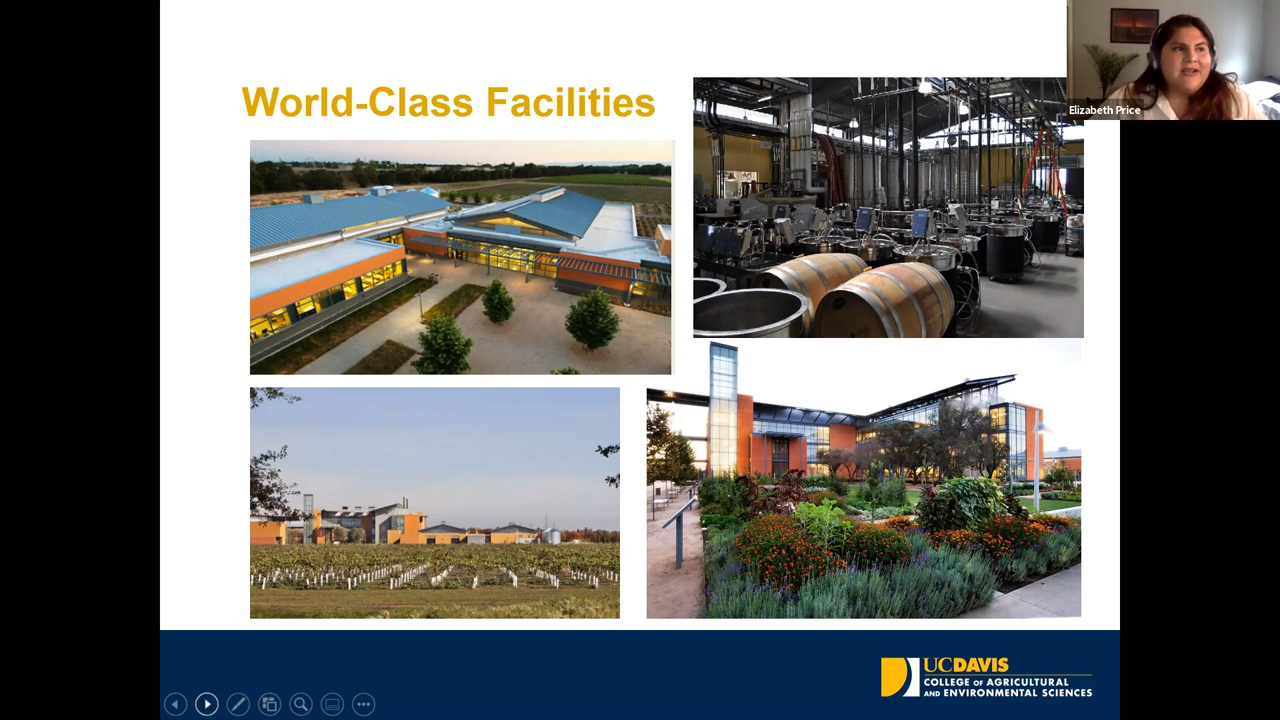 World-Class Facilities
Elizabeth Price
UCDAVIS
COLLEGE OF AGRICULTURAL
AND ENVIRONMENTAL SCIENCES